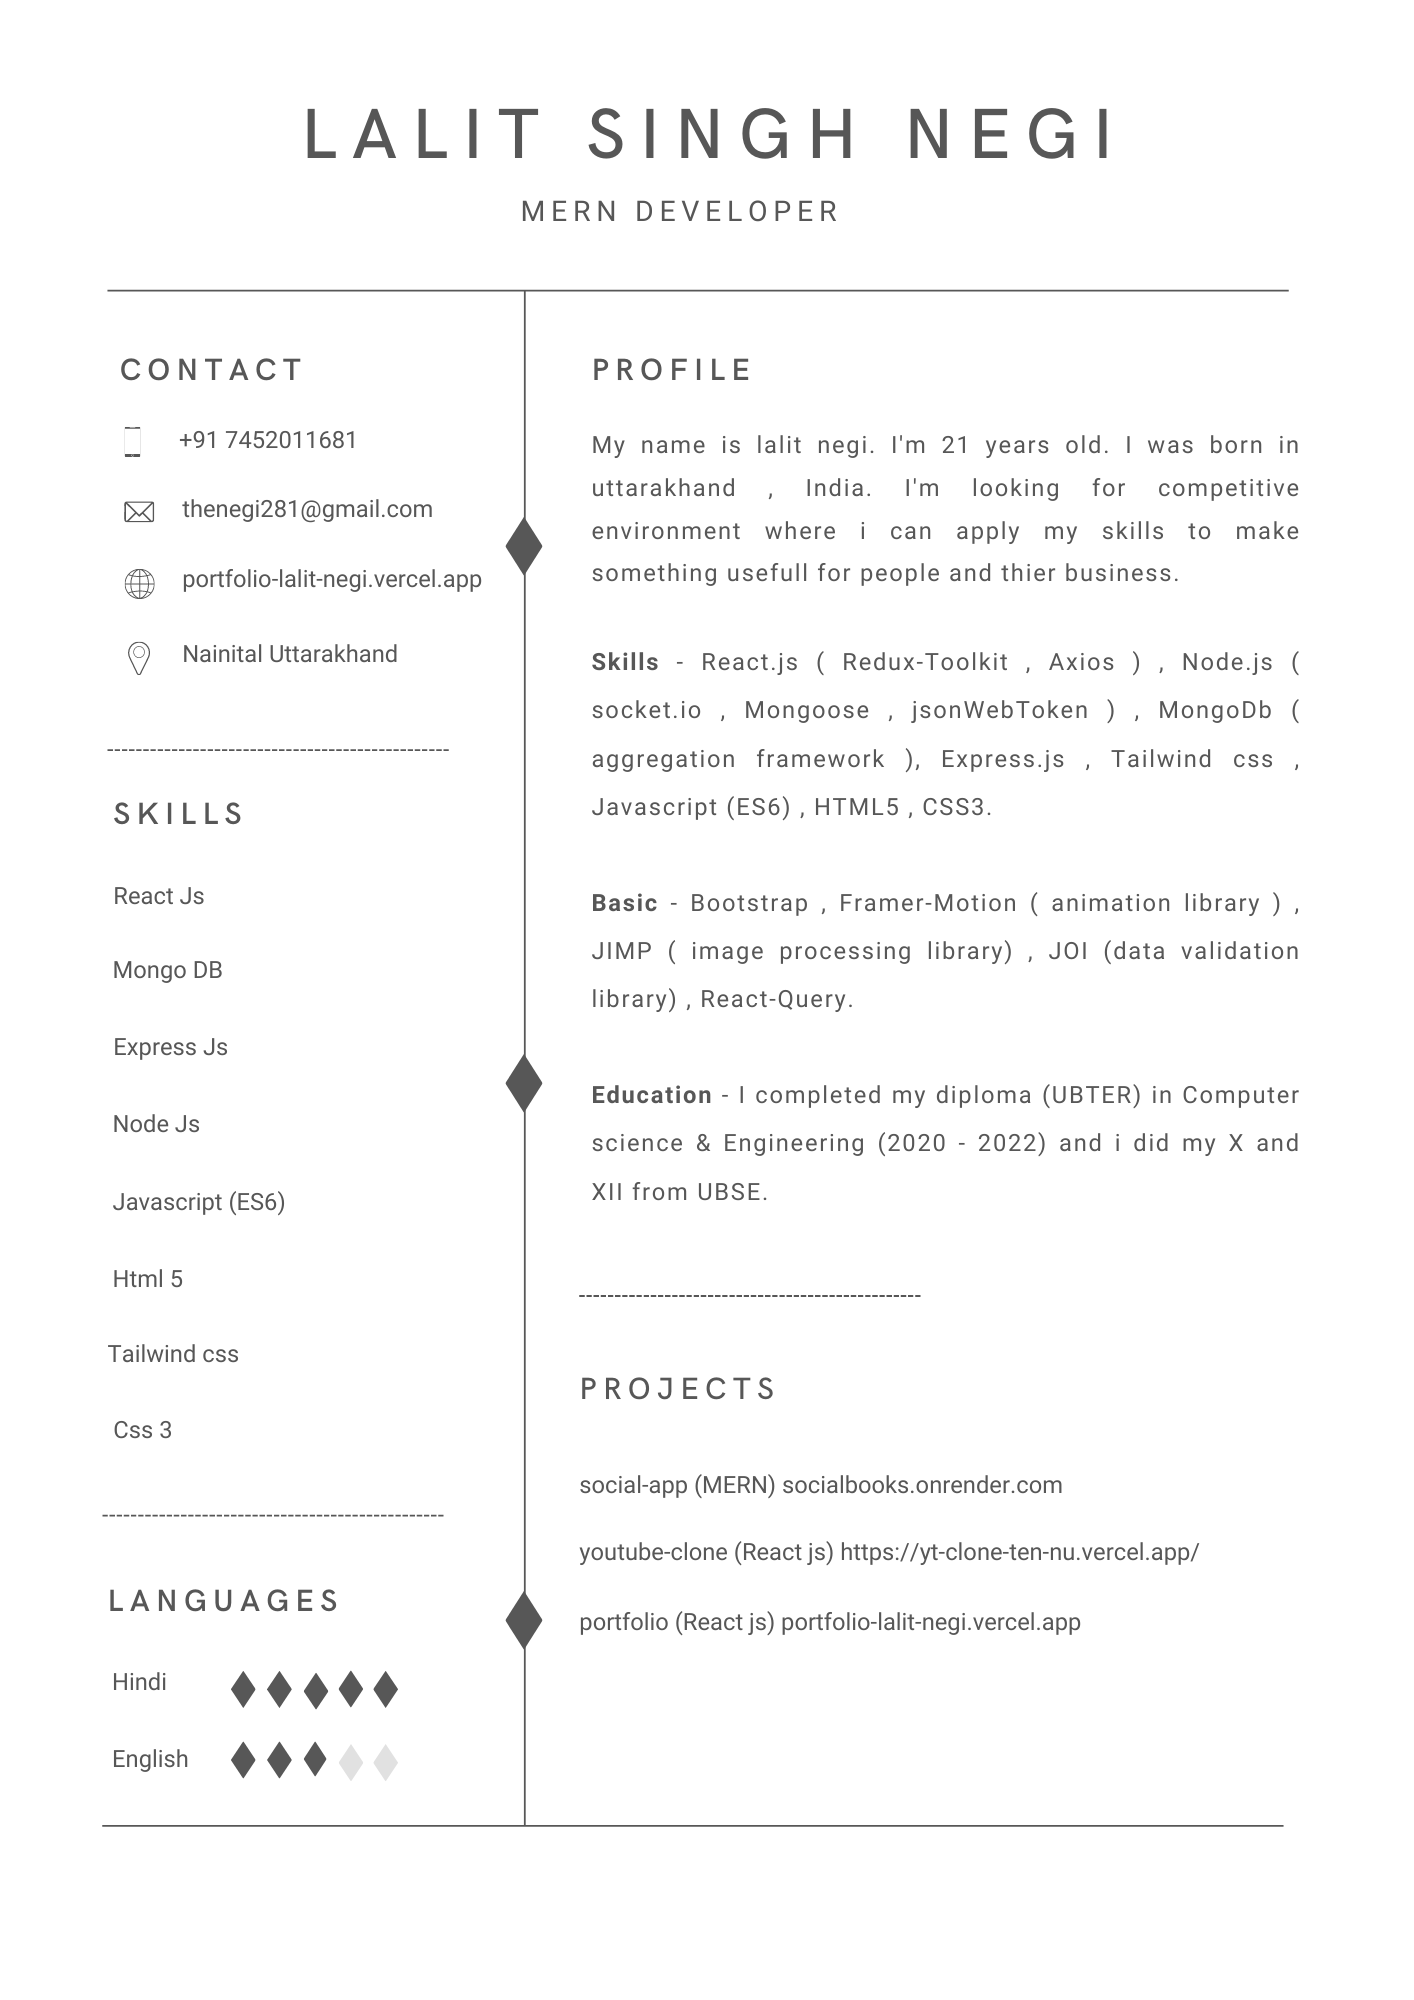 LALIT SINGH NEGI
MERN DEVELOPER
CONTACT
+91 7452011681
thenegi281@gmail.com
portfolio-lalit-negi.vercel.app
Nainital Uttarakhand
-------------------------------------------------
SKILLS
React Js
Mongo DB
Express Js
Node Js
Javascript (ES6)
Html 5
Tailwind css
Css 3
-------------------------------------------------
LANGUAGES
Hindi
English
PROFILE
My name is lalit negi. I'm 21 years old. I was born in
uttarakhand , India. I'm looking for competitive
environment where i can apply my skills to make
something usefull for people and thier business.
Skills - React.js ( Redux-Toolkit , Axios ) , Node.js (
socket.io , Mongoose , jsonWebToken ) , MongoDb (
aggregation framework ), Express.js , Tailwind css ,
Javascript (ES6) , HTML5 , CSS3.
Basic - Bootstrap , Framer-Motion ( animation library ) ,
JIMP ( image processing library) , JOI (data validation
library) , React-Query.
Education - I completed my diploma (UBTER) in Computer
science & Engineering (2020 - 2022) and i did my X and
XII from UBSE.
-------------------------------------------------
PROJECTS
social-app (MERN) socialbooks.onrender.com
youtube-clone (React js) https://yt-clone-ten-nu.vercel.app/
portfolio (React js) portfolio-lalit-negi.vercel.app